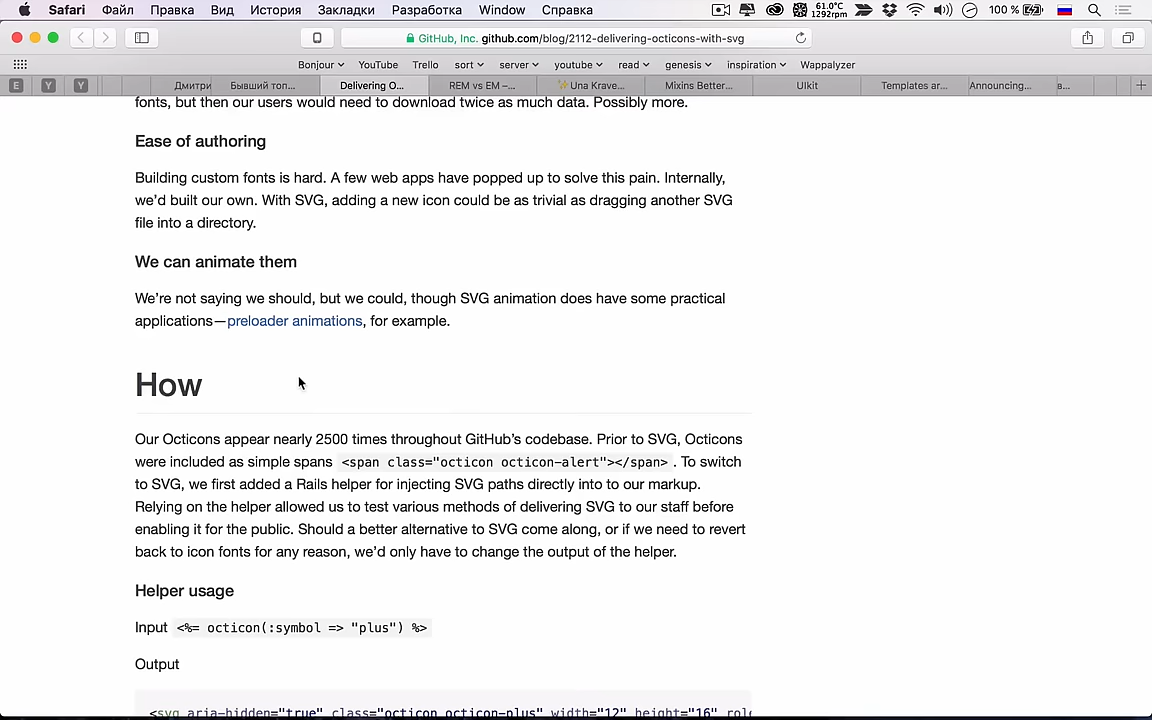 Safari Файл Правка Вид История Закладки Разработка Window Справка 61.0°C 1292rpm 100 %
GitHub, Inc. github.com/blog/2112-delivering-octicons-with-svg
Bonjour YouTube Trello sort server youtube read genesis inspiration Wappalyzer
E Y Y Дмитри Бывший топ... Delivering O... REM vs EM –... Una Krave... Mixins Better... UIkit Templates ar... Announcing... в...
fonts, but then our users would need to download twice as much data. Possibly more.
Ease of authoring
Building custom fonts is hard. A few web apps have popped up to solve this pain. Internally,
we’d built our own. With SVG, adding a new icon could be as trivial as dragging another SVG
file into a directory.
We can animate them
We’re not saying we should, but we could, though SVG animation does have some practical
applications—preloader animations, for example.
How
Our Octicons appear nearly 2500 times throughout GitHub’s codebase. Prior to SVG, Octicons
were included as simple spans <span class="octicon octicon-alert"></span> . To switch
to SVG, we first added a Rails helper for injecting SVG paths directly into to our markup.
Relying on the helper allowed us to test various methods of delivering SVG to our staff before
enabling it for the public. Should a better alternative to SVG come along, or if we need to revert
back to icon fonts for any reason, we’d only have to change the output of the helper.
Helper usage
Input <%= octicon(:symbol => "plus") %>
Output
<svg aria-hidden="true" class="octicon octicon-plus" width="12" height="16" role